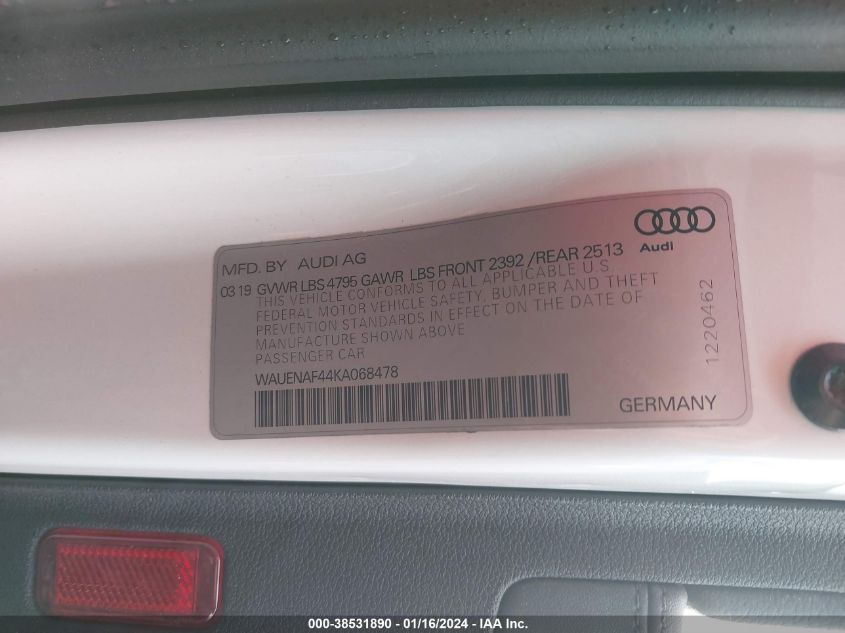 Audi
MFD. BY AUDI AG
03 19 GVWR LBS 4795 GAWR LBS FRONT 2392 /REAR 2513
THIS VEHICLE CONFORMS TO ALL APPLICABLE U.S.
FEDERAL MOTOR VEHICLE SAFETY, BUMPER AND THEFT
PREVENTION STANDARDS IN EFFECT ON THE DATE OF
MANUFACTURE SHOWN ABOVE
PASSENGER CAR
WAUENAF44KA068478
GERMANY
1220462
000-38531890 - 01/16/2024 - IAA Inc.